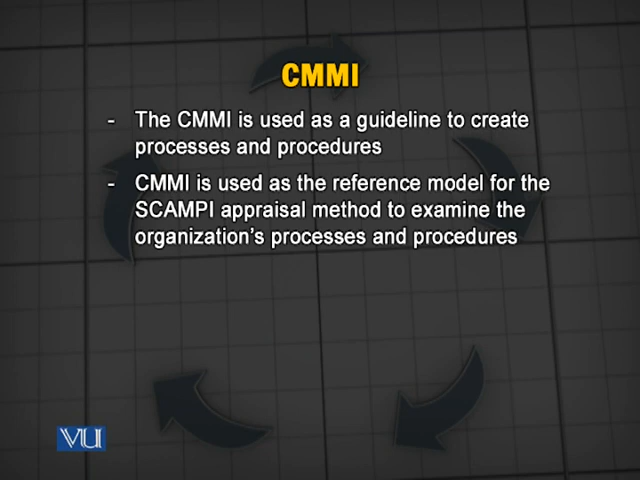 CMMI
- The CMMI is used as a guideline to create
processes and procedures
- CMMI is used as the reference model for the
SCAMPI appraisal method to examine the
organization's processes and procedures
VU